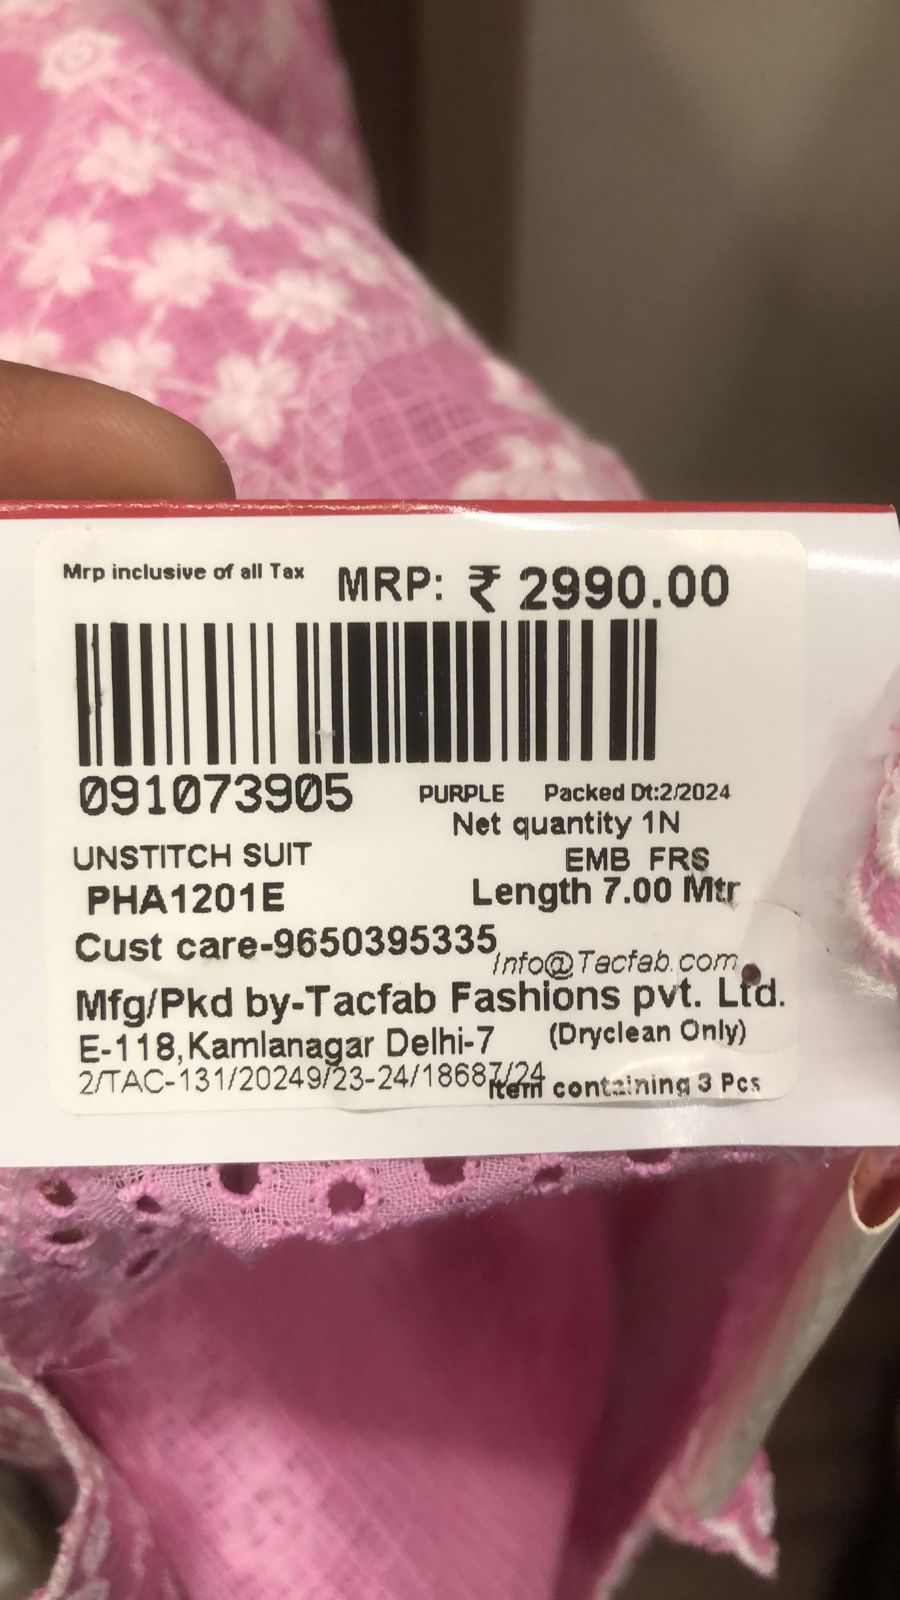 Mrp inclusive of all Tax MRP: ₹ 2990.00
091073905 PURPLE Packed Dt:2/2024
Net quantity 1N
UNSTITCH SUIT EMB FRS
PHA1201E Length 7.00 Mtr
Cust care-9650395335 Info@Tacfab.com
Mfg/Pkd by-Tacfab Fashions pvt. Ltd.
E-118,Kamlanagar Delhi-7 (Dryclean Only)
2/TAC-131/20249/23-24/18687/24 Item containing 3 Pcs